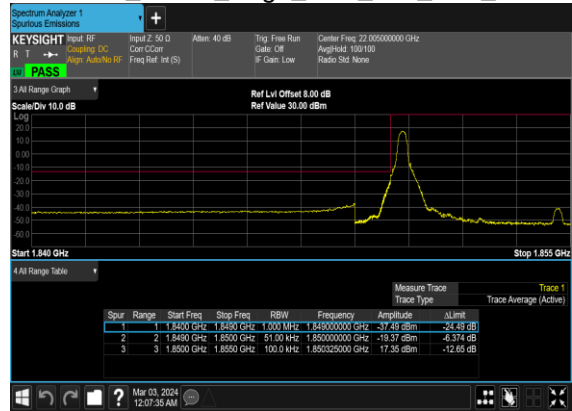 Spectrum Analyzer 1
Spurious Emissions
+
KEYSIGHT Input: RF Input Z: 50 Ω Atten: 40 dB Trig: Free Run Center Freq: 22.005000000 GHz
R T Coupling: DC Corr CCorr Gate: Off Avg|Hold: 100/100
Align: Auto/No RF Freq Ref: Int (S) IF Gain: Low Radio Std: None
LW PASS
3 All Range Graph
Ref Lvl Offset 8.00 dB
Scale/Div 10.0 dB Ref Value 30.00 dBm
Log
20.0
10.0
0.00
-10.0
-20.0
-30.0
-40.0
-50.0
-60.0
Start 1.840 GHz Stop 1.855 GHz
4 All Range Table
Measure Trace Trace 1
Trace Type Trace Average (Active)
Spur Range Start Freq Stop Freq RBW Frequency Amplitude ΔLimit
1 1 1.8400 GHz 1.8490 GHz 1.000 MHz 1.849000000 GHz -37.49 dBm -24.49 dB
2 2 1.8490 GHz 1.8500 GHz 51.00 kHz 1.850000000 GHz -19.37 dBm -6.374 dB
3 3 1.8500 GHz 1.8550 GHz 100.0 kHz 1.850325000 GHz 17.35 dBm -12.65 dB
? Mar 03, 2024
12:07:35 AM